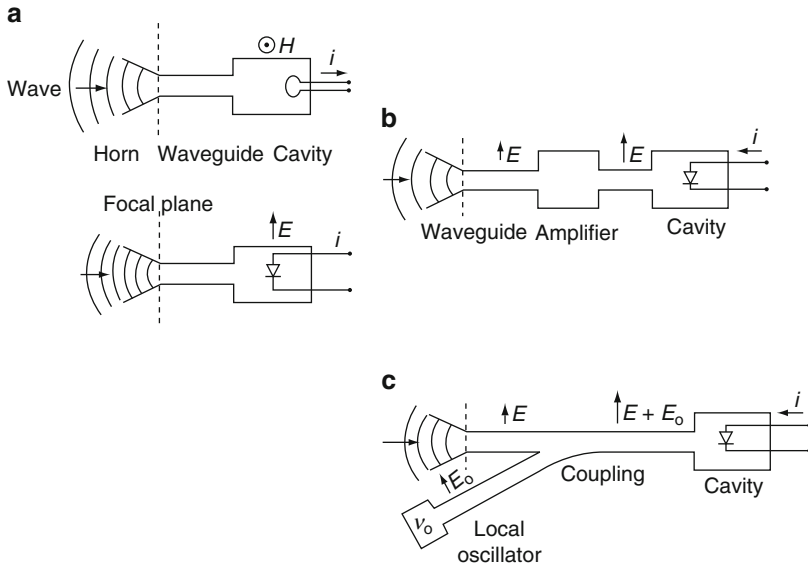 a
H
i
Wave
Horn Waveguide Cavity
Focal plane
E
i
b
E
E
i
Waveguide Amplifier Cavity
c
E
E + Eo
i
Eo
Coupling
Cavity
νo
Local
oscillator